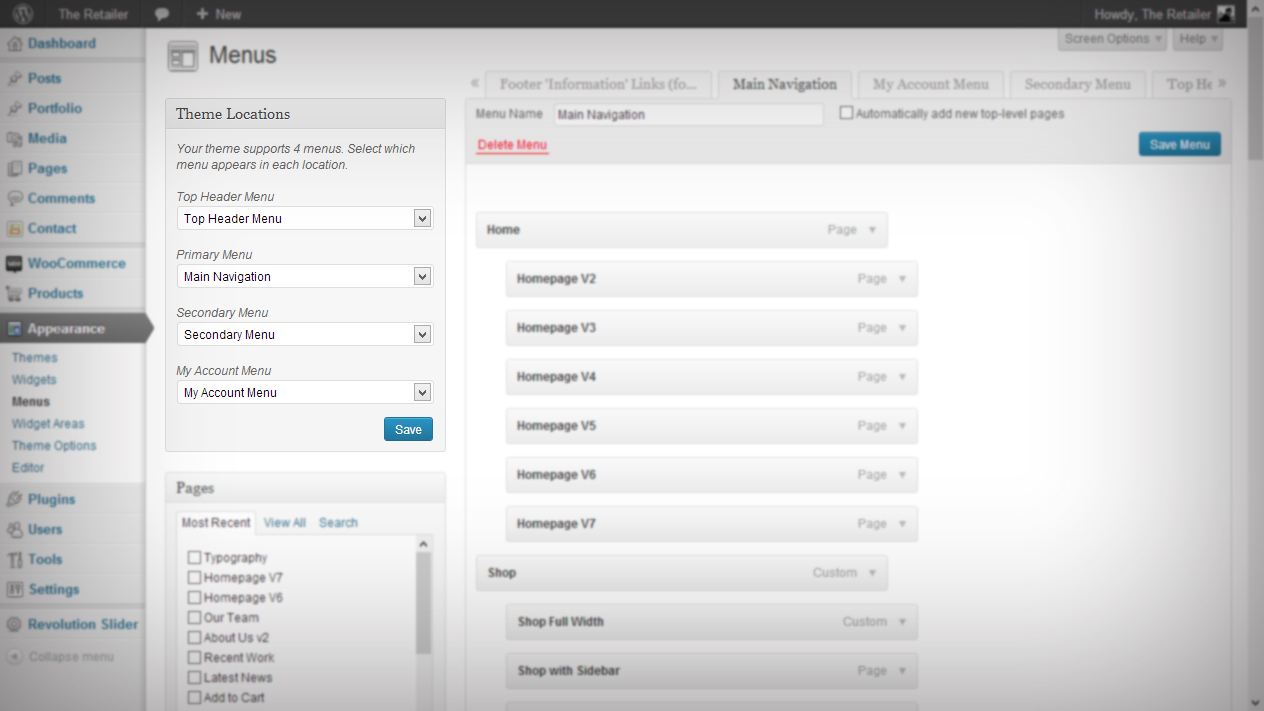 The Retailer
New
Howdy, The Retailer
Dashboard
Posts
Portfolio
Media
Pages
Comments
Contact
WooCommerce
Products
Appearance
Themes
Widgets
Menus
Widget Areas
Theme Options
Editor
Plugins
Users
Tools
Settings
Revolution Slider
Collapse menu
Menus
Screen Options
Help
Theme Locations
Your theme supports 4 menus. Select which
menu appears in each location.
Top Header Menu
Top Header Menu
Primary Menu
Main Navigation
Secondary Menu
Secondary Menu
My Account Menu
My Account Menu
Save
Pages
Most Recent View All Search
Typography
Homepage V7
Homepage V6
Our Team
About Us v2
Recent Work
Latest News
Add to Cart
« Footer 'Information' Links (fo... Main Navigation My Account Menu Secondary Menu Top He »
Menu Name Main Navigation Automatically add new top-level pages
Delete Menu Save Menu
Home Page
Homepage V2 Page
Homepage V3 Page
Homepage V4 Page
Homepage V5 Page
Homepage V6 Page
Homepage V7 Page
Shop Custom
Shop Full Width Custom
Shop with Sidebar Page